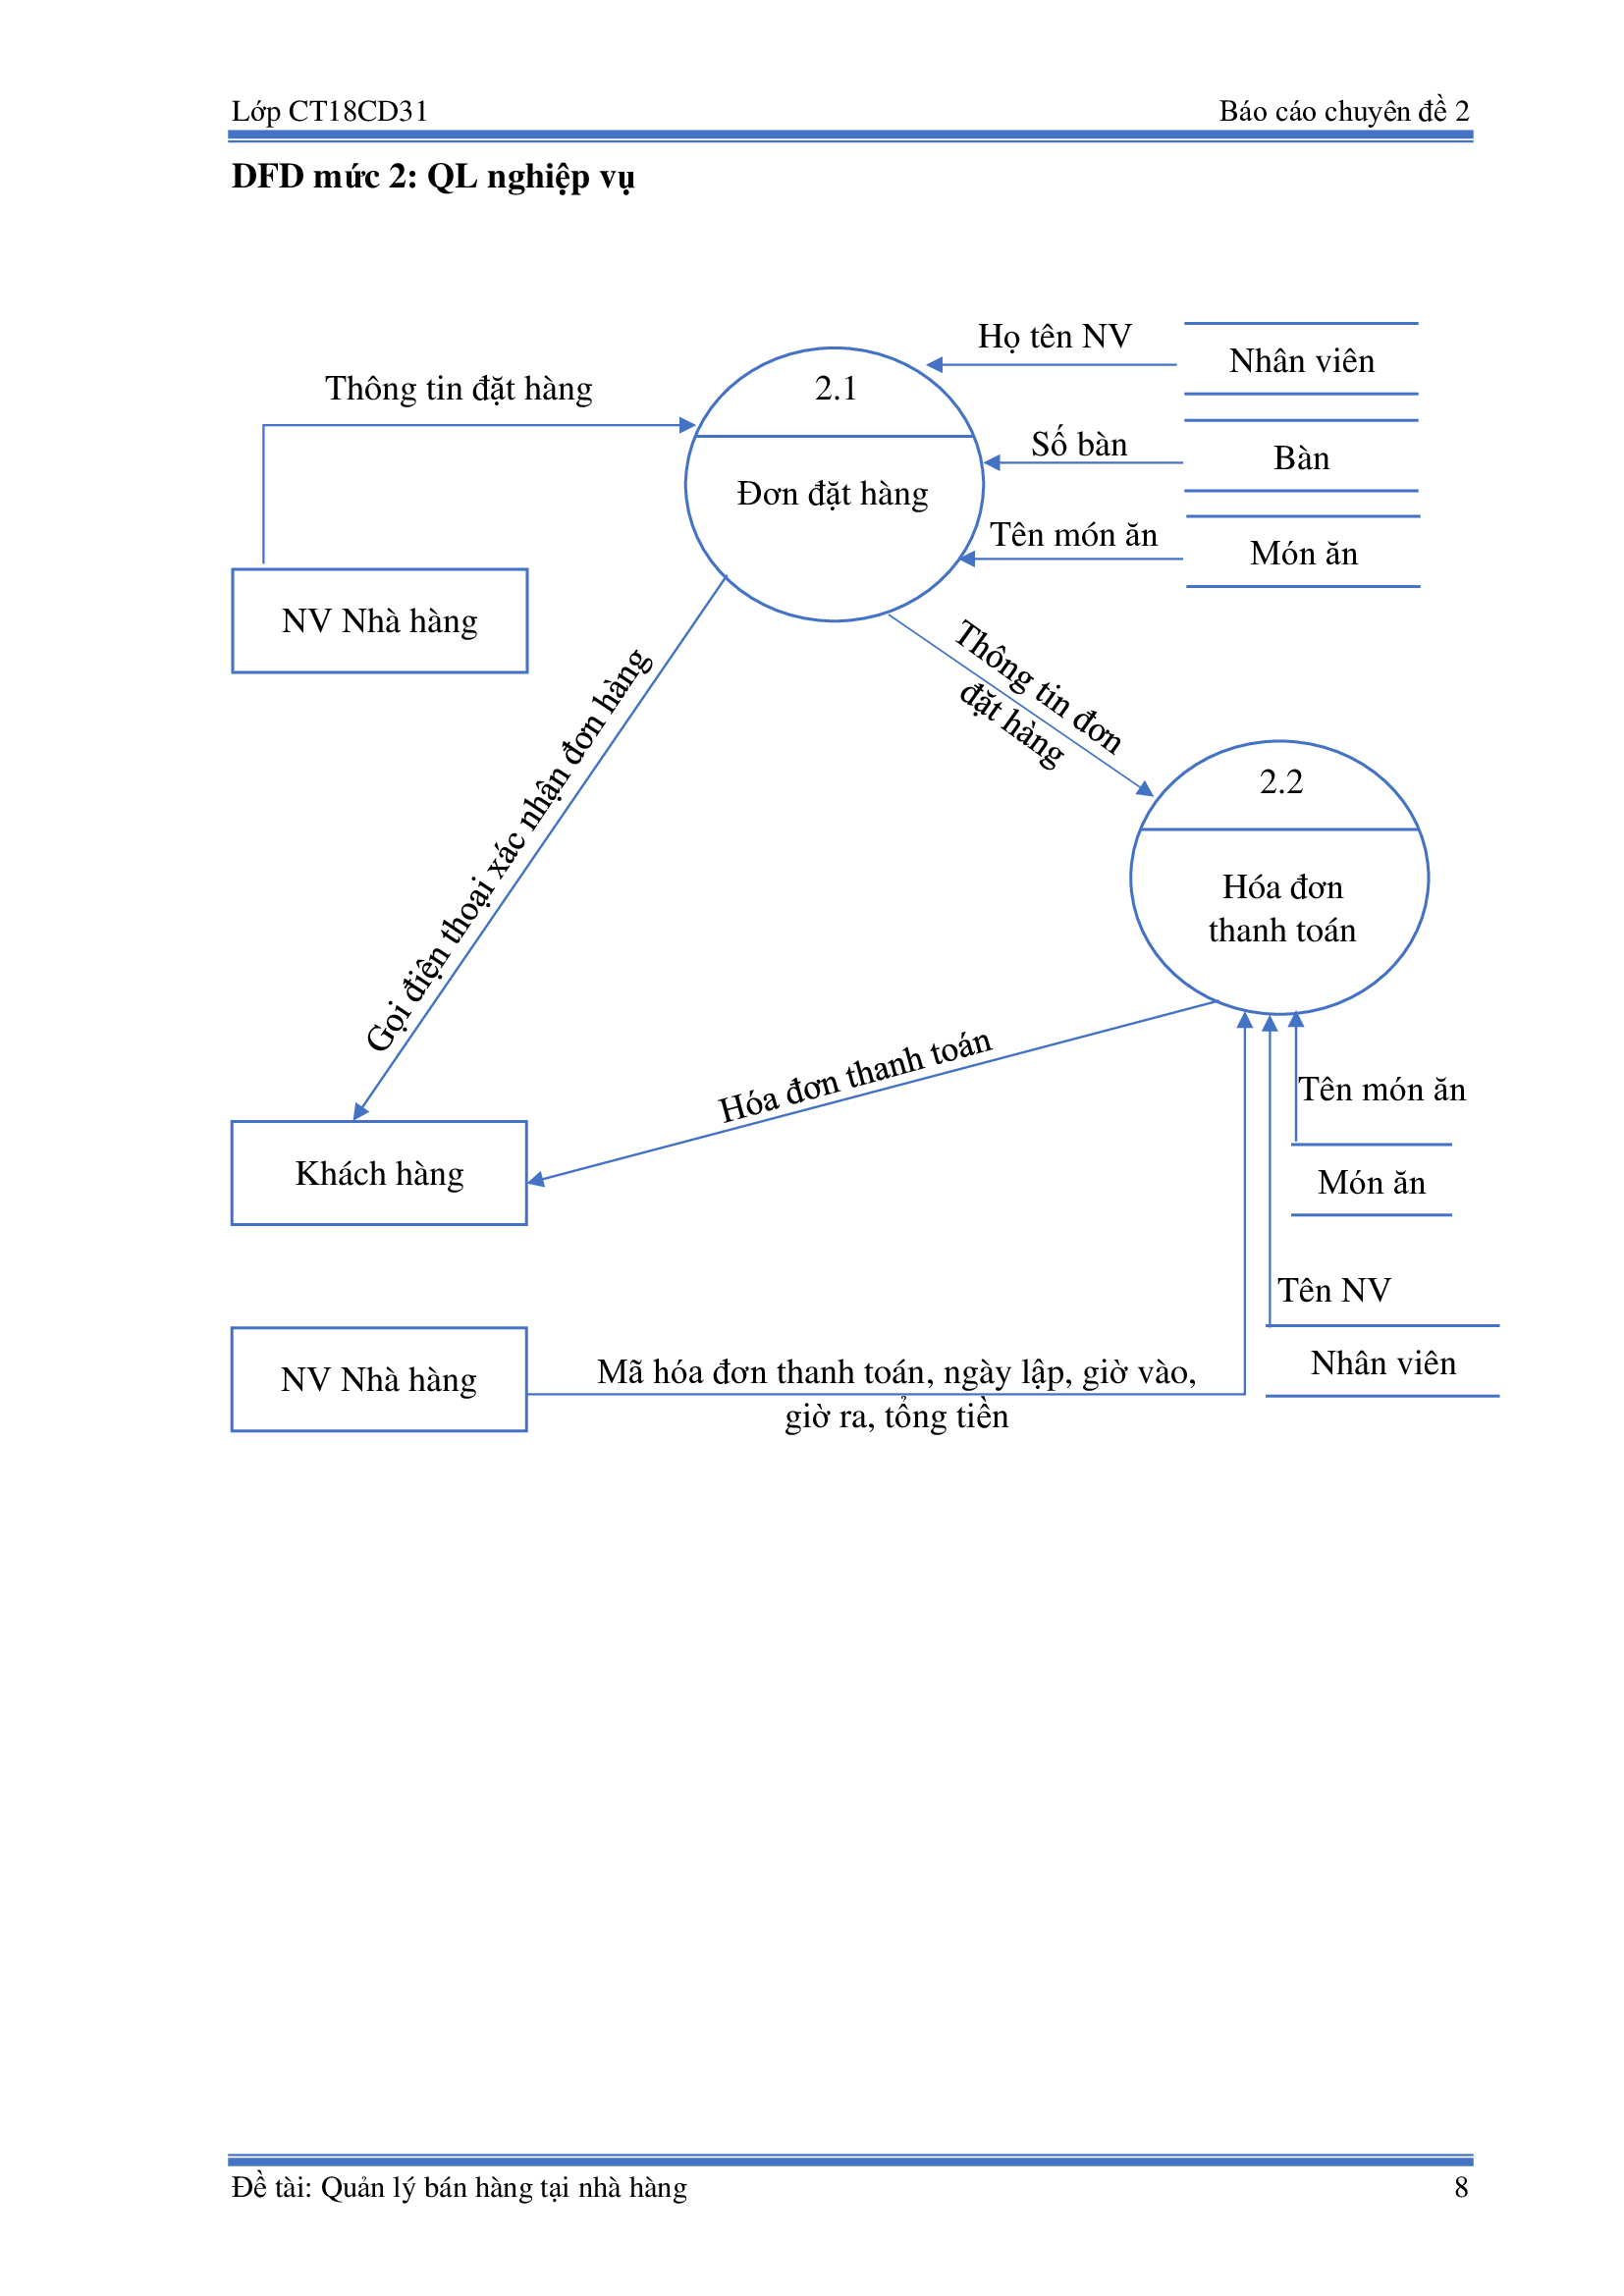 Lớp CT18CD31
Báo cáo chuyên đề 2
DFD mức 2: QL nghiệp vụ
Họ tên NV
Nhân viên
Thông tin đặt hàng
2.1
Số bàn
Bàn
Đơn đặt hàng
Tên món ăn
Món ăn
NV Nhà hàng
Thông tin đơn
đặt hàng
Gọi điện thoại xác nhận đơn hàng
2.2
Hóa đơn
thanh toán
Hóa đơn thanh toán
Tên món ăn
Khách hàng
Món ăn
Tên NV
Nhân viên
NV Nhà hàng
Mã hóa đơn thanh toán, ngày lập, giờ vào,
giờ ra, tổng tiền
Đề tài: Quản lý bán hàng tại nhà hàng
8